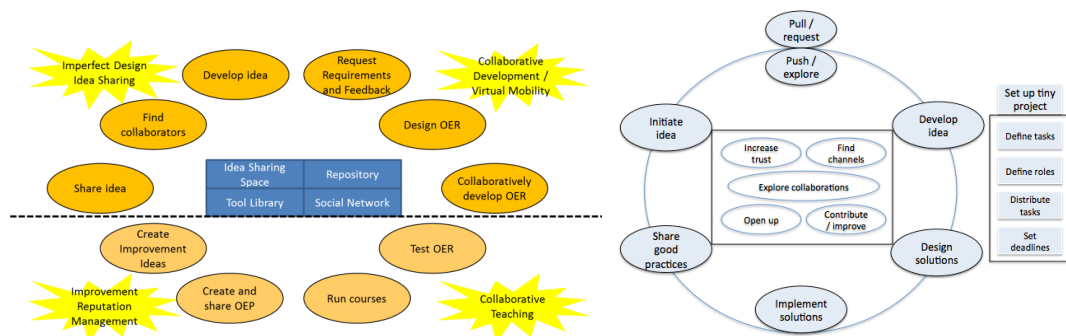 Imperfect Design
Idea Sharing
Develop idea
Request
Requirements
and Feedback
Collaborative
Development /
Virtual Mobility
Find
collaborators
Design OER
Share idea
Idea Sharing
Space
Repository
Tool Library
Social Network
Collaboratively
develop OER
Create
Improvement
Ideas
Test OER
Improvement
Reputation
Management
Create and
share OEP
Run courses
Collaborative
Teaching
Pull /
request
Push /
explore
Initiate
idea
Develop
idea
Increase
trust
Find
channels
Explore collaborations
Open up
Contribute
/ improve
Share
good
practices
Design
solutions
Implement
solutions
Set up tiny
project
Define tasks
Define roles
Distribute
tasks
Set
deadlines